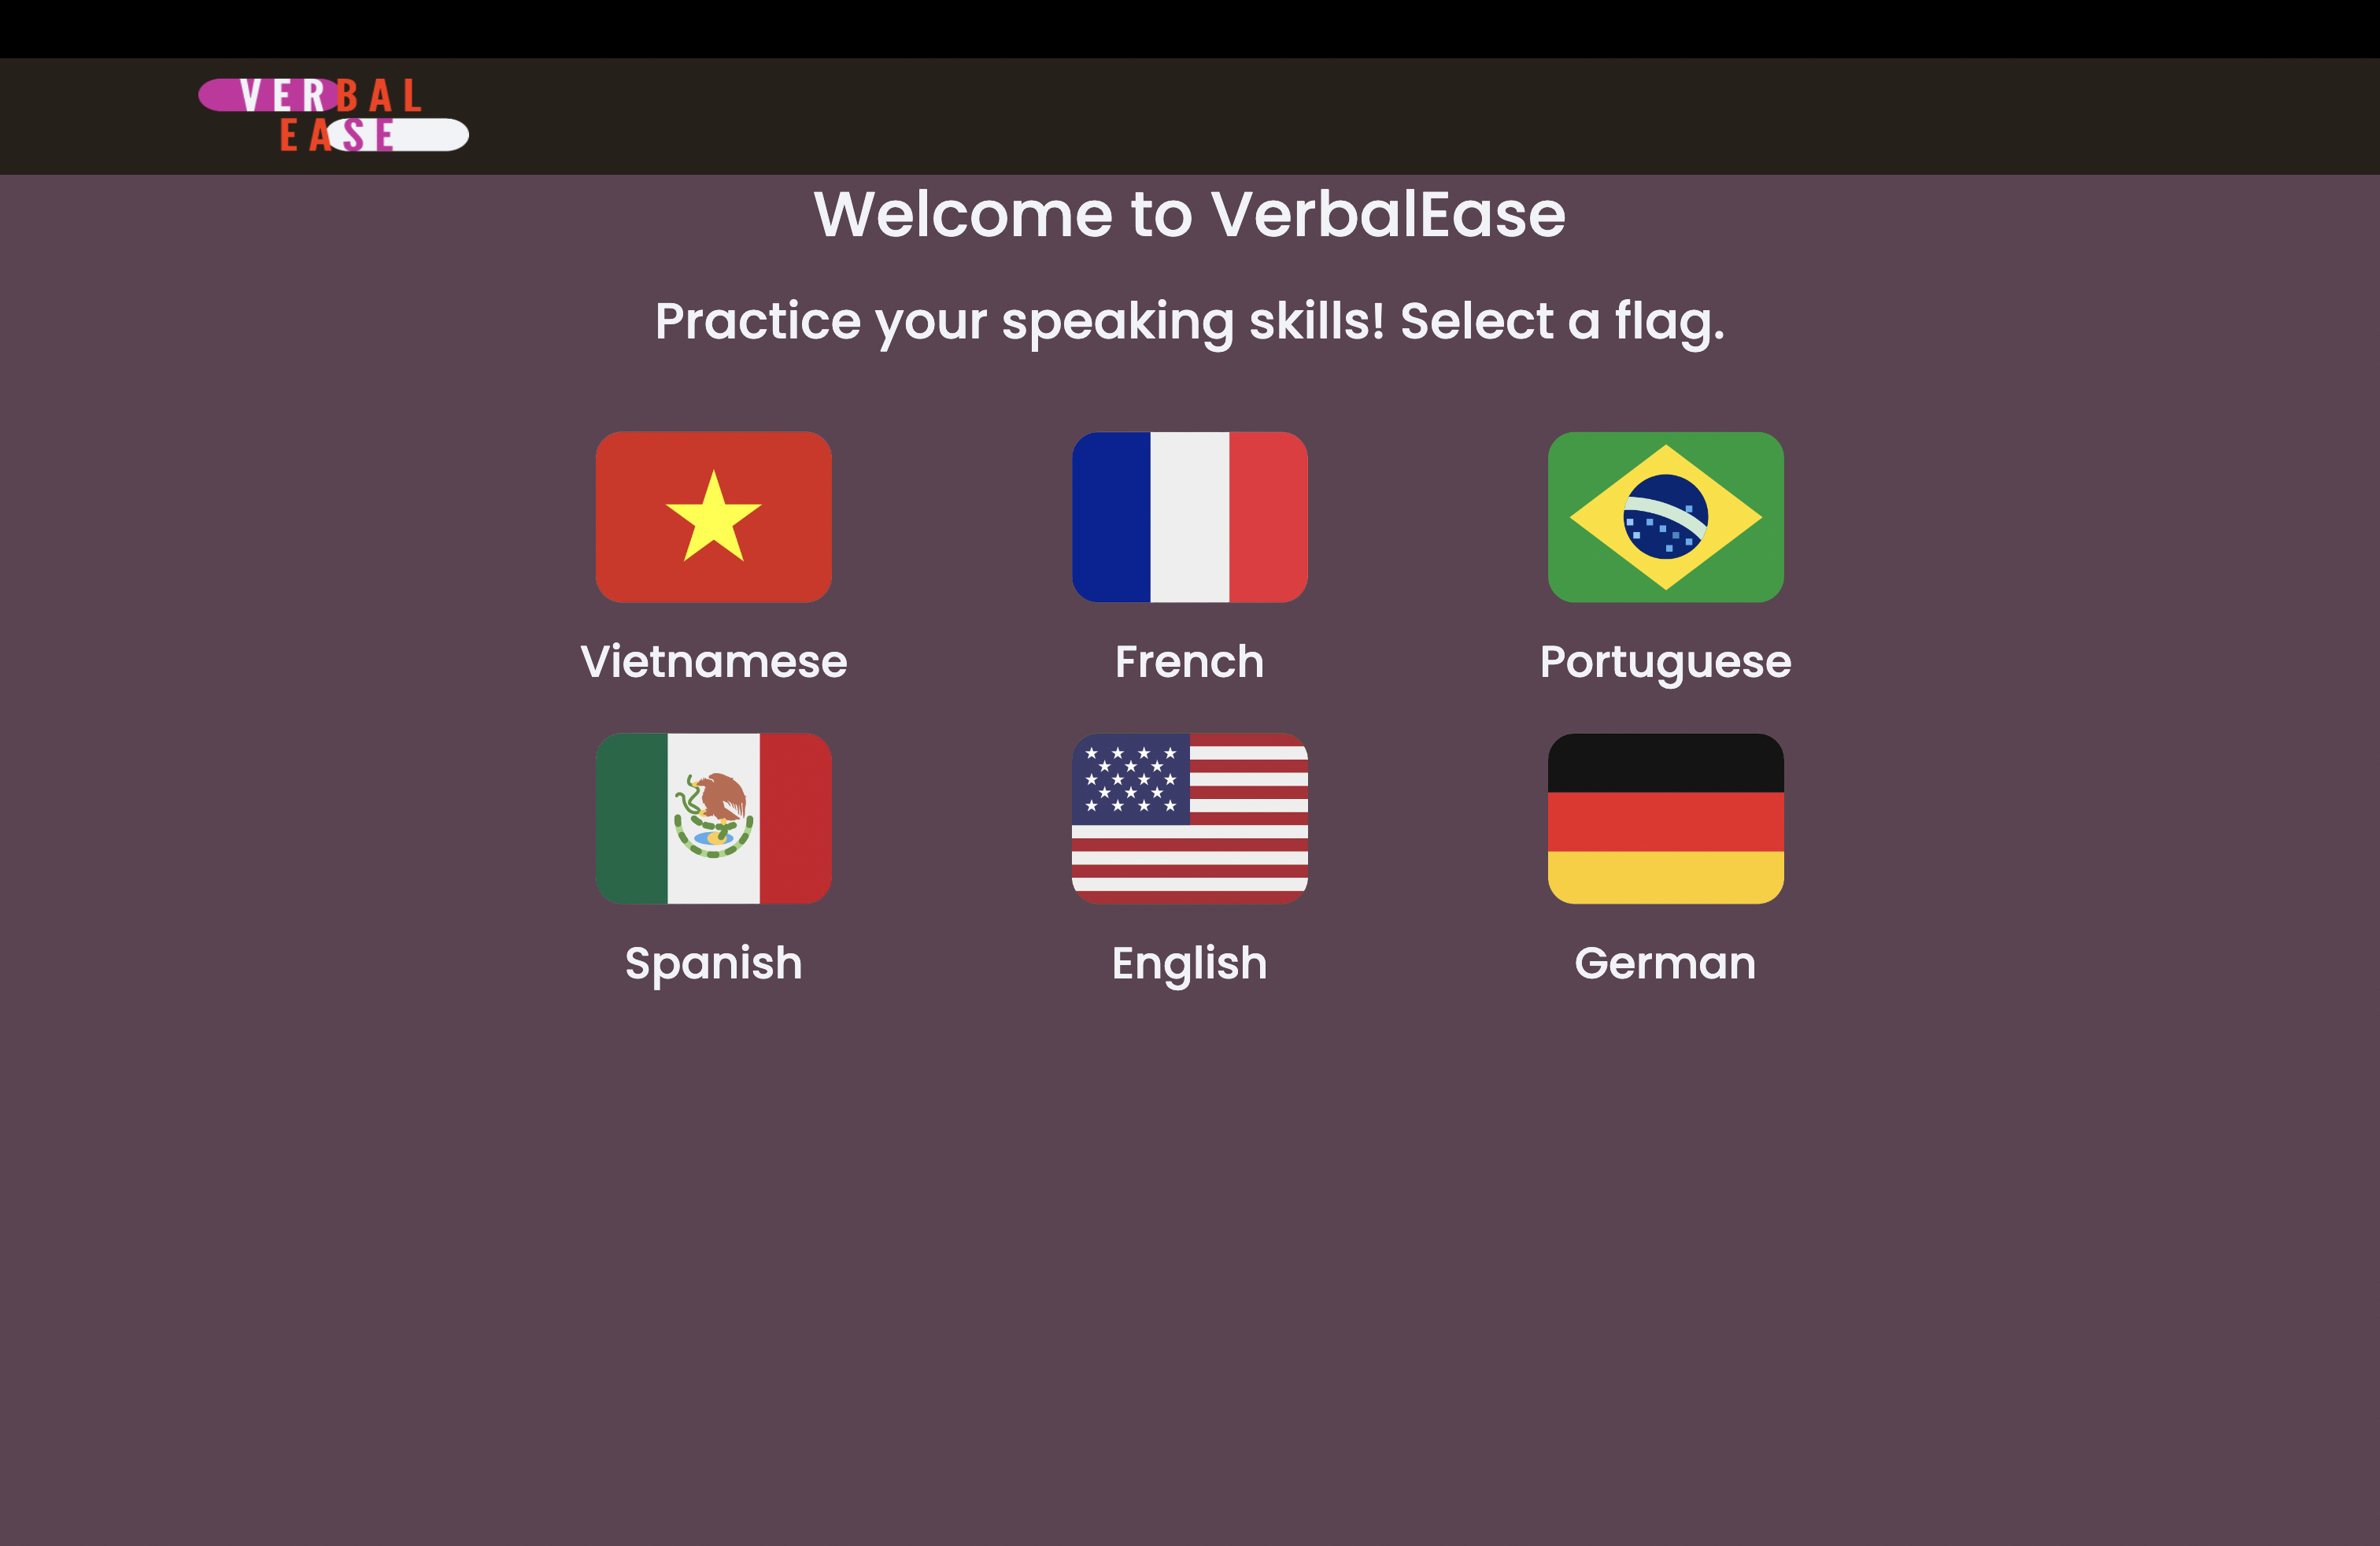 VERBAL
EASE
Welcome to VerbalEase
Practice your speaking skills! Select a flag.
Vietnamese
French
Portuguese
Spanish
English
German